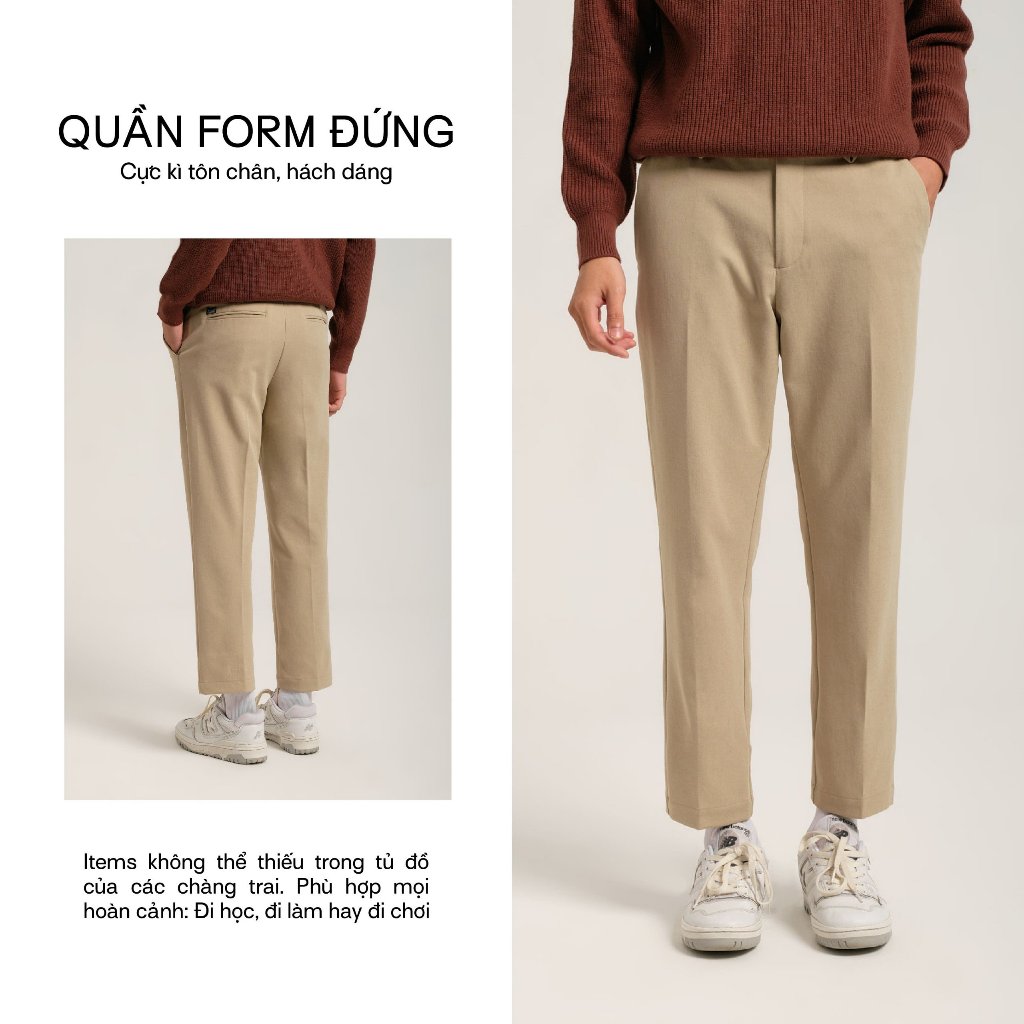 QUẦN FORM ĐỨNG
Cực kì tôn chân, hách dáng
Items không thể thiếu trong tủ đồ
của các chàng trai. Phù hợp mọi
hoàn cảnh: Đi học, đi làm hay đi chơi